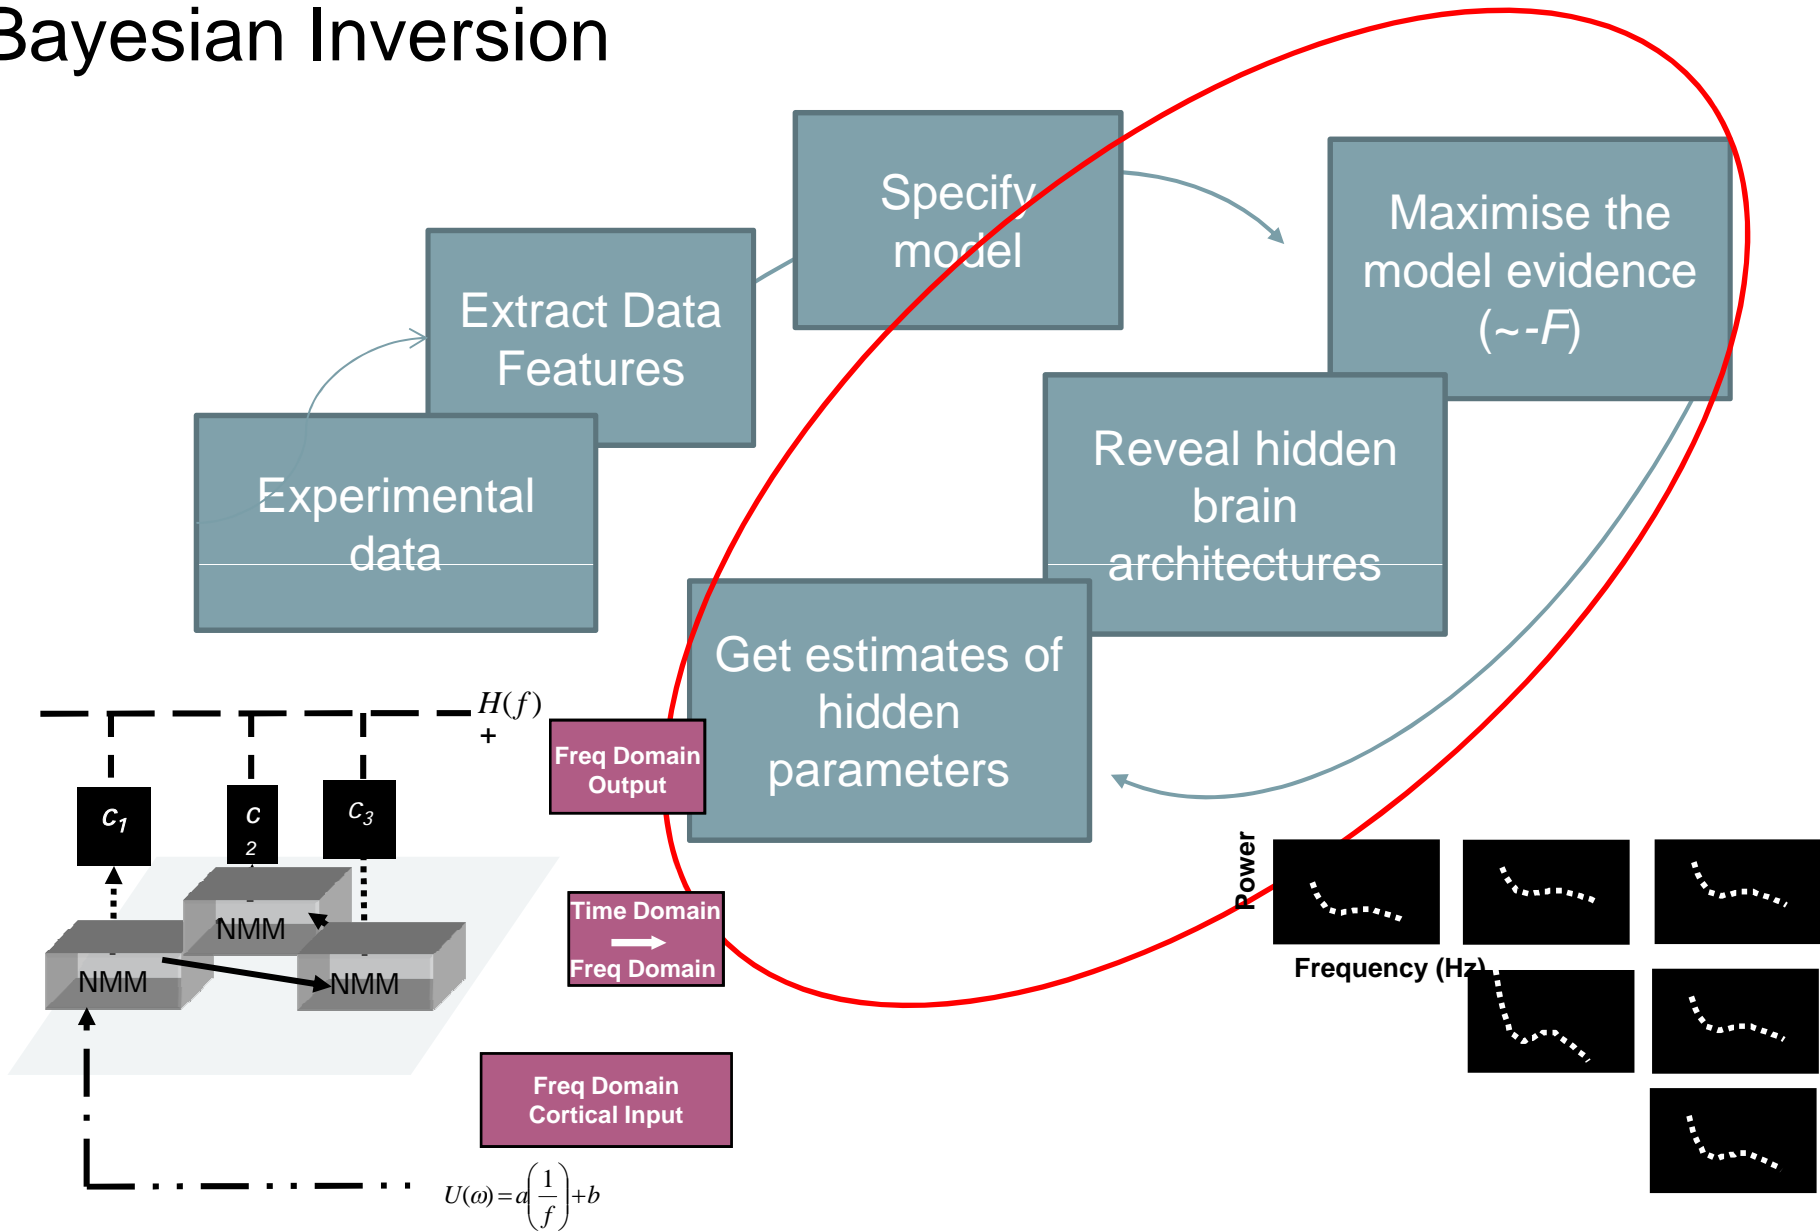 Bayesian Inversion
Specify
model
Maximise the
model evidence
(~-F)
Extract Data
Features
Experimental
data
Reveal hidden
brain
architectures
Get estimates of
hidden
parameters
H(f)
+
Freq Domain
Output
C1
C
2
C3
NMM
NMM
NMM
Time Domain
Freq Domain
Freq Domain
Cortical Input
U(ω) = a(1/f) + b
Power
Frequency (Hz)